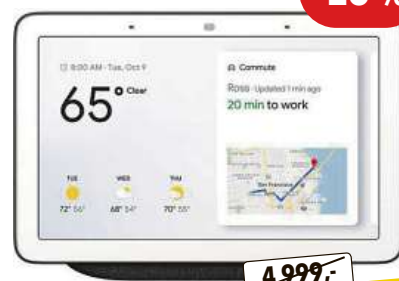 8:00 AM · Tue, Oct 9
65° Clear
TUE
WED
THU
72° 56°
68° 54°
70° 55°
Commute
Ross · Updated 1 min ago
20 min to work
San Francisco
4.999,-